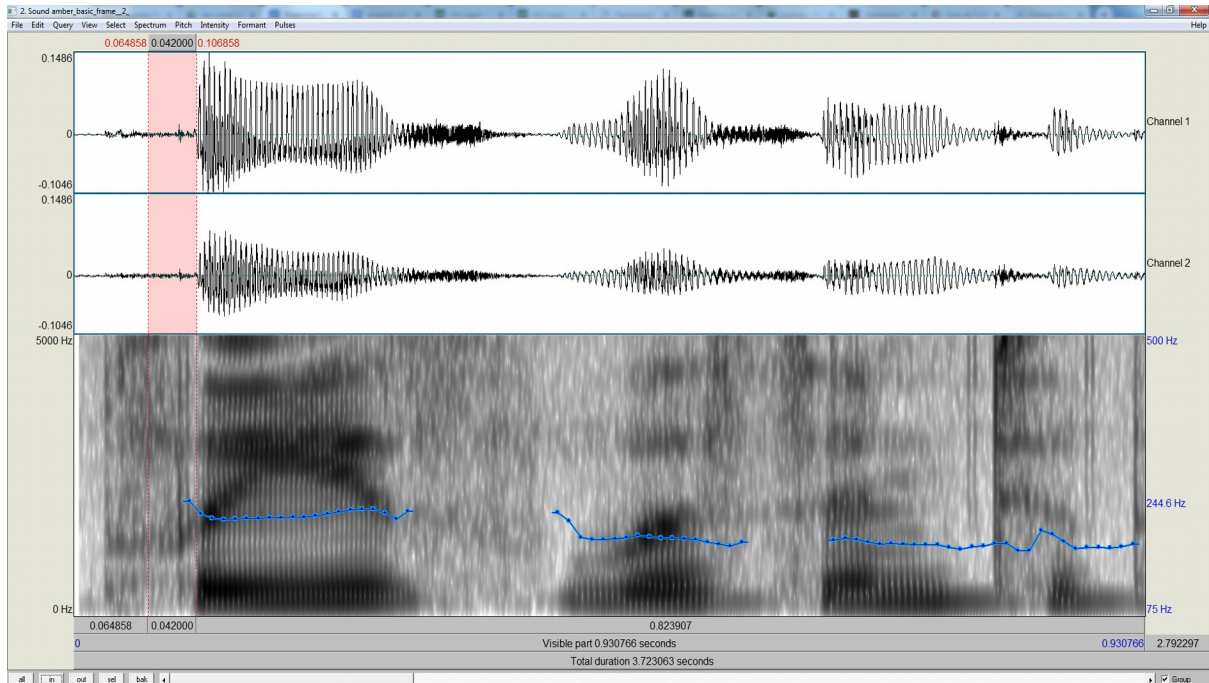 2. Sound amber_basic_frame__2_
File Edit Query View Select Spectrum Pitch Intensity Formant Pulses Help
0.064858 0.042000 0.106858
0.1486
0
-0.1046
Channel 1
0.1486
0
-0.1046
Channel 2
5000 Hz
0 Hz
500 Hz
244.6 Hz
75 Hz
0.064858 0.042000 0.823907
0 Visible part 0.930766 seconds 0.930766 2.792297
Total duration 3.723063 seconds
all in out sel bak Group